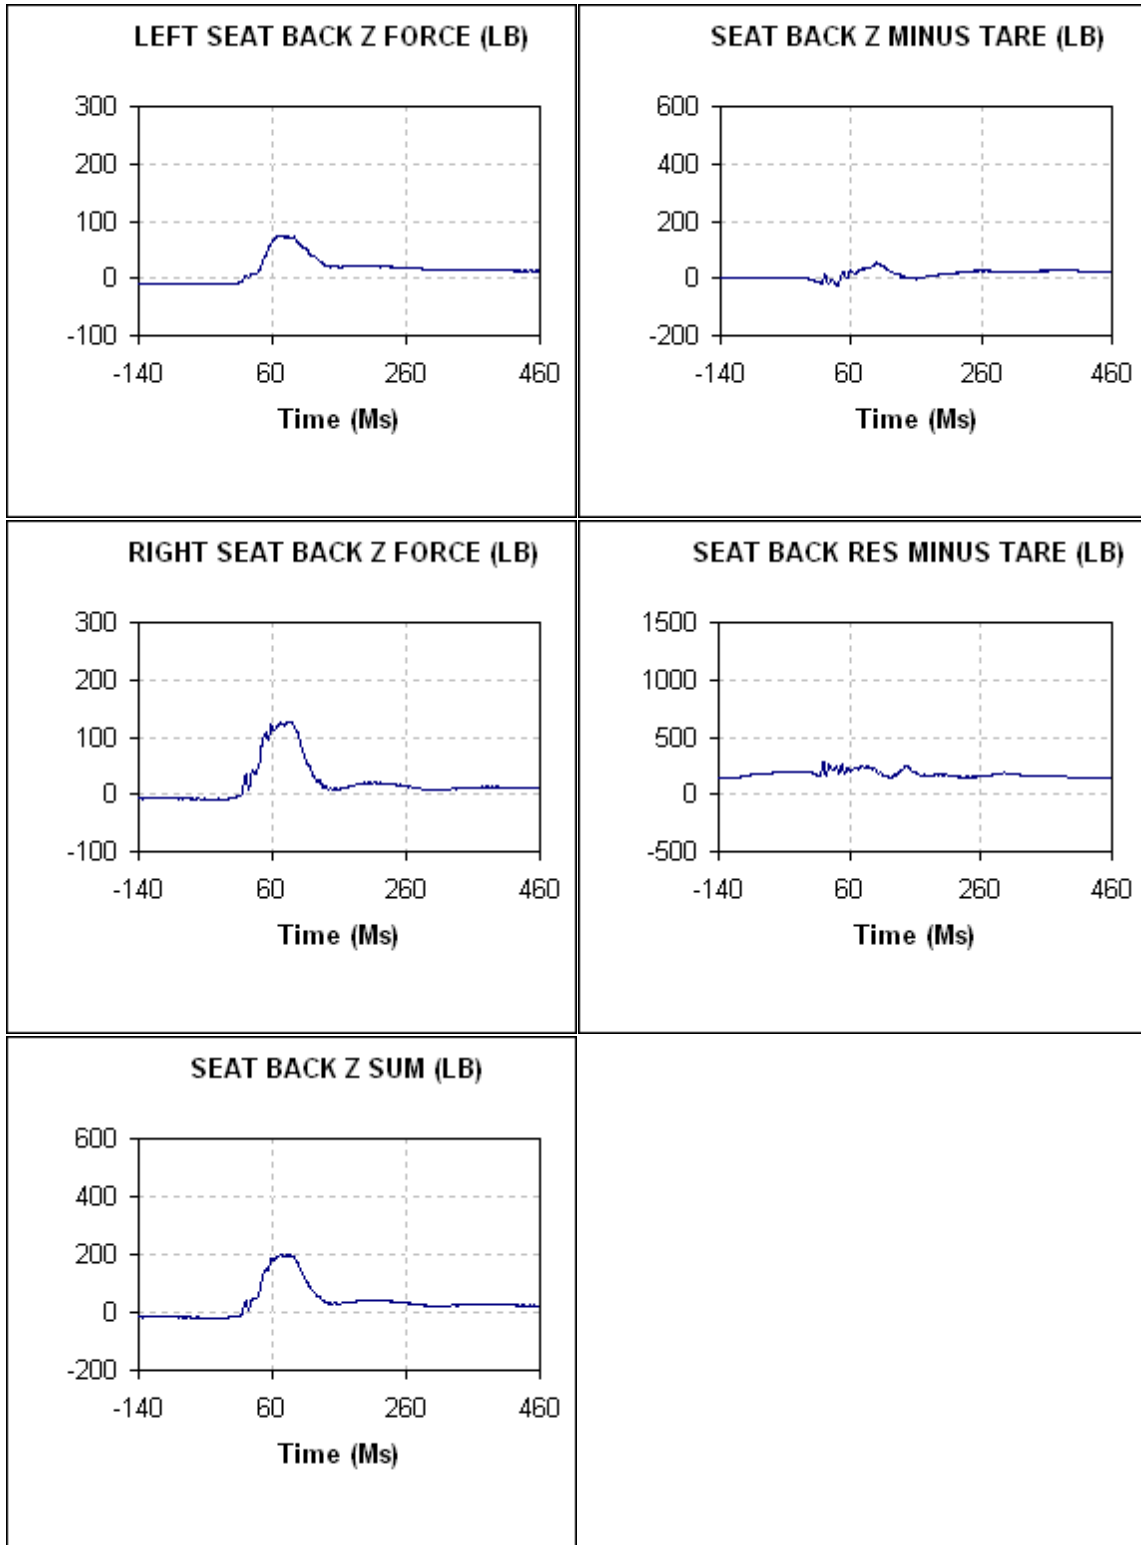 LEFT SEAT BACK Z FORCE (LB)
300
200
100
0
-100
-140 60 260 460
Time (Ms)
SEAT BACK Z MINUS TARE (LB)
600
400
200
0
-200
-140 60 260 460
Time (Ms)
RIGHT SEAT BACK Z FORCE (LB)
300
200
100
0
-100
-140 60 260 460
Time (Ms)
SEAT BACK RES MINUS TARE (LB)
1500
1000
500
0
-500
-140 60 260 460
Time (Ms)
SEAT BACK Z SUM (LB)
600
400
200
0
-200
-140 60 260 460
Time (Ms)